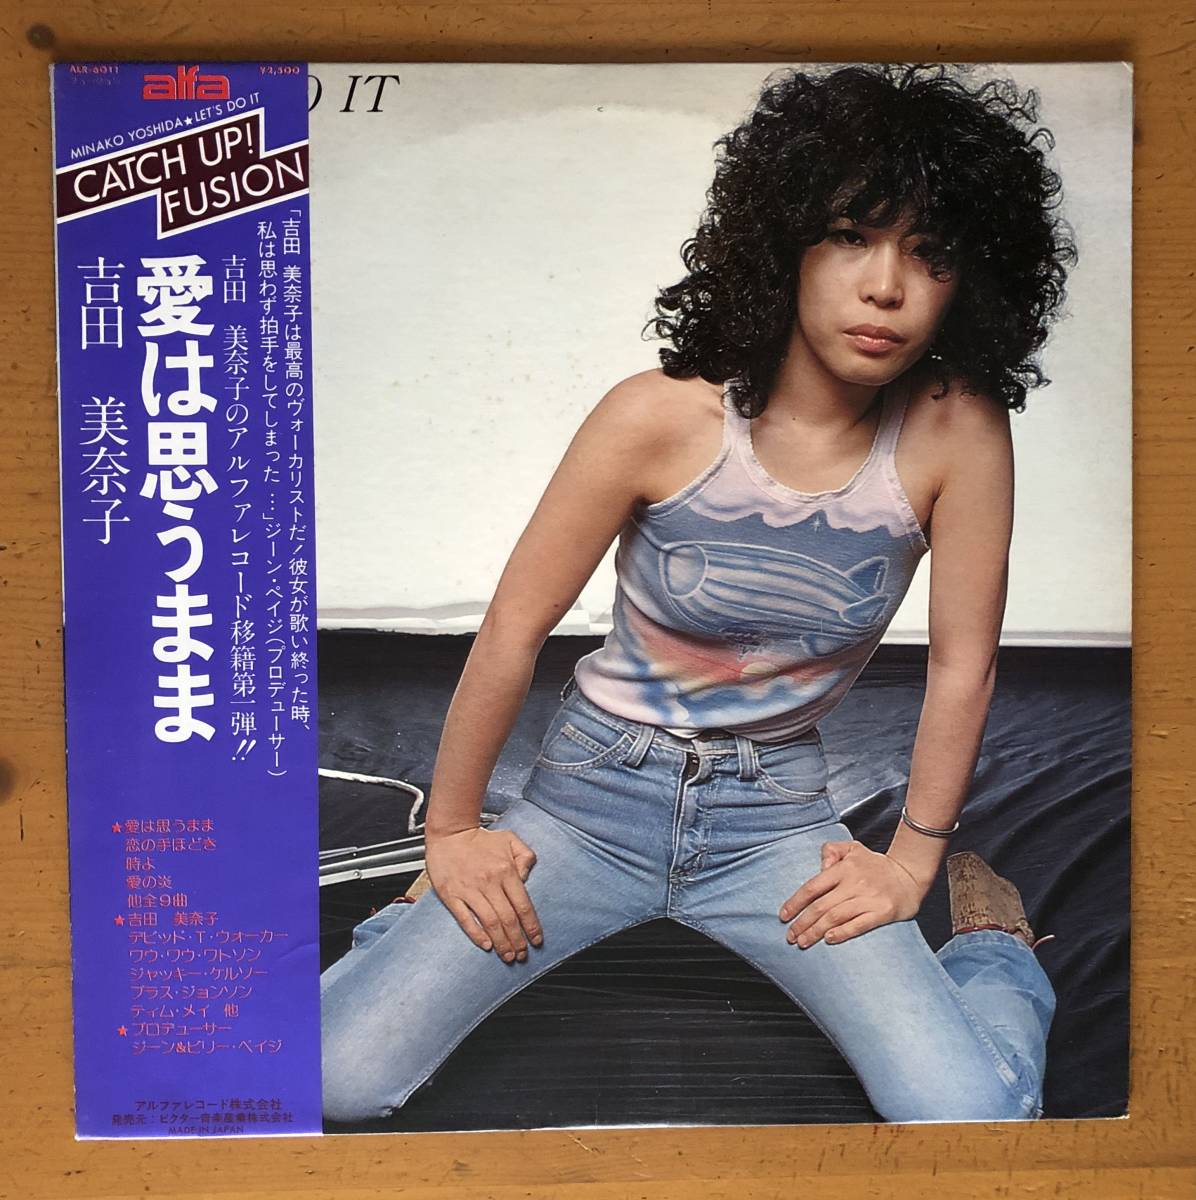 ALR-6011
¥2,500
alfa
MINAKO YOSHIDA★LET'S DO IT
CATCH UP!
FUSION
O IT
「吉田 美奈子は最高のヴォーカリストだ!彼女が歌い終った時、
私は思わず拍手をしてしまった…」ジーン・ペイジ(プロデューサー)
吉田 美奈子のアルファレコード移籍第一弾!!
愛は思うまま
吉田 美奈子
★愛は思うまま
恋の手ほどき
時よ
愛の炎
他全9曲
★吉田 美奈子
デビッド・T・ウォーカー
ワウ・ワウ・ワトソン
ジャッキー・ケルソー
プラス・ジョンソン
ティム・メイ 他
★プロデューサー
ジーン&ビリー・ペイジ
アルファレコード株式会社
発売元:ビクター音楽産業株式会社
MADE IN JAPAN